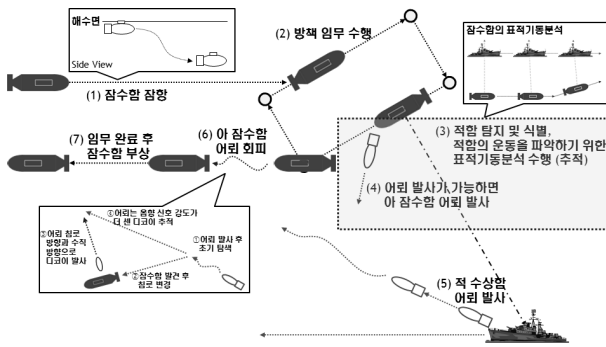 해수면
Side View
(1) 잠수함 잠항
(2) 방책 임무 수행
잠수함의 표적기동분석
(3) 적함 탐지 및 식별,
적함의 운동을 파악하기 위한
표적기동분석 수행 (추적)
(4) 어뢰 발사가 가능하면
아 잠수함 어뢰 발사
(5) 적 수상함
어뢰 발사
(6) 아 잠수함
어뢰 회피
(7) 임무 완료 후
잠수함 부상
①어뢰 발사 후
초기 탐색
②잠수함 발견 후
침로 변경
③어뢰 침로
방향과 수직
방향으로
디코이 발사
④어뢰는 음향 신호 강도가
더 센 디코이 추적